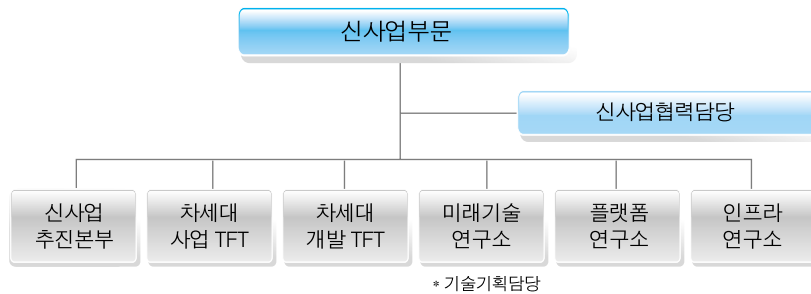 신사업부문
신사업협력담당
신사업
추진본부
차세대
사업 TFT
차세대
개발 TFT
미래기술
연구소
플랫폼
연구소
인프라
연구소
* 기술기획담당